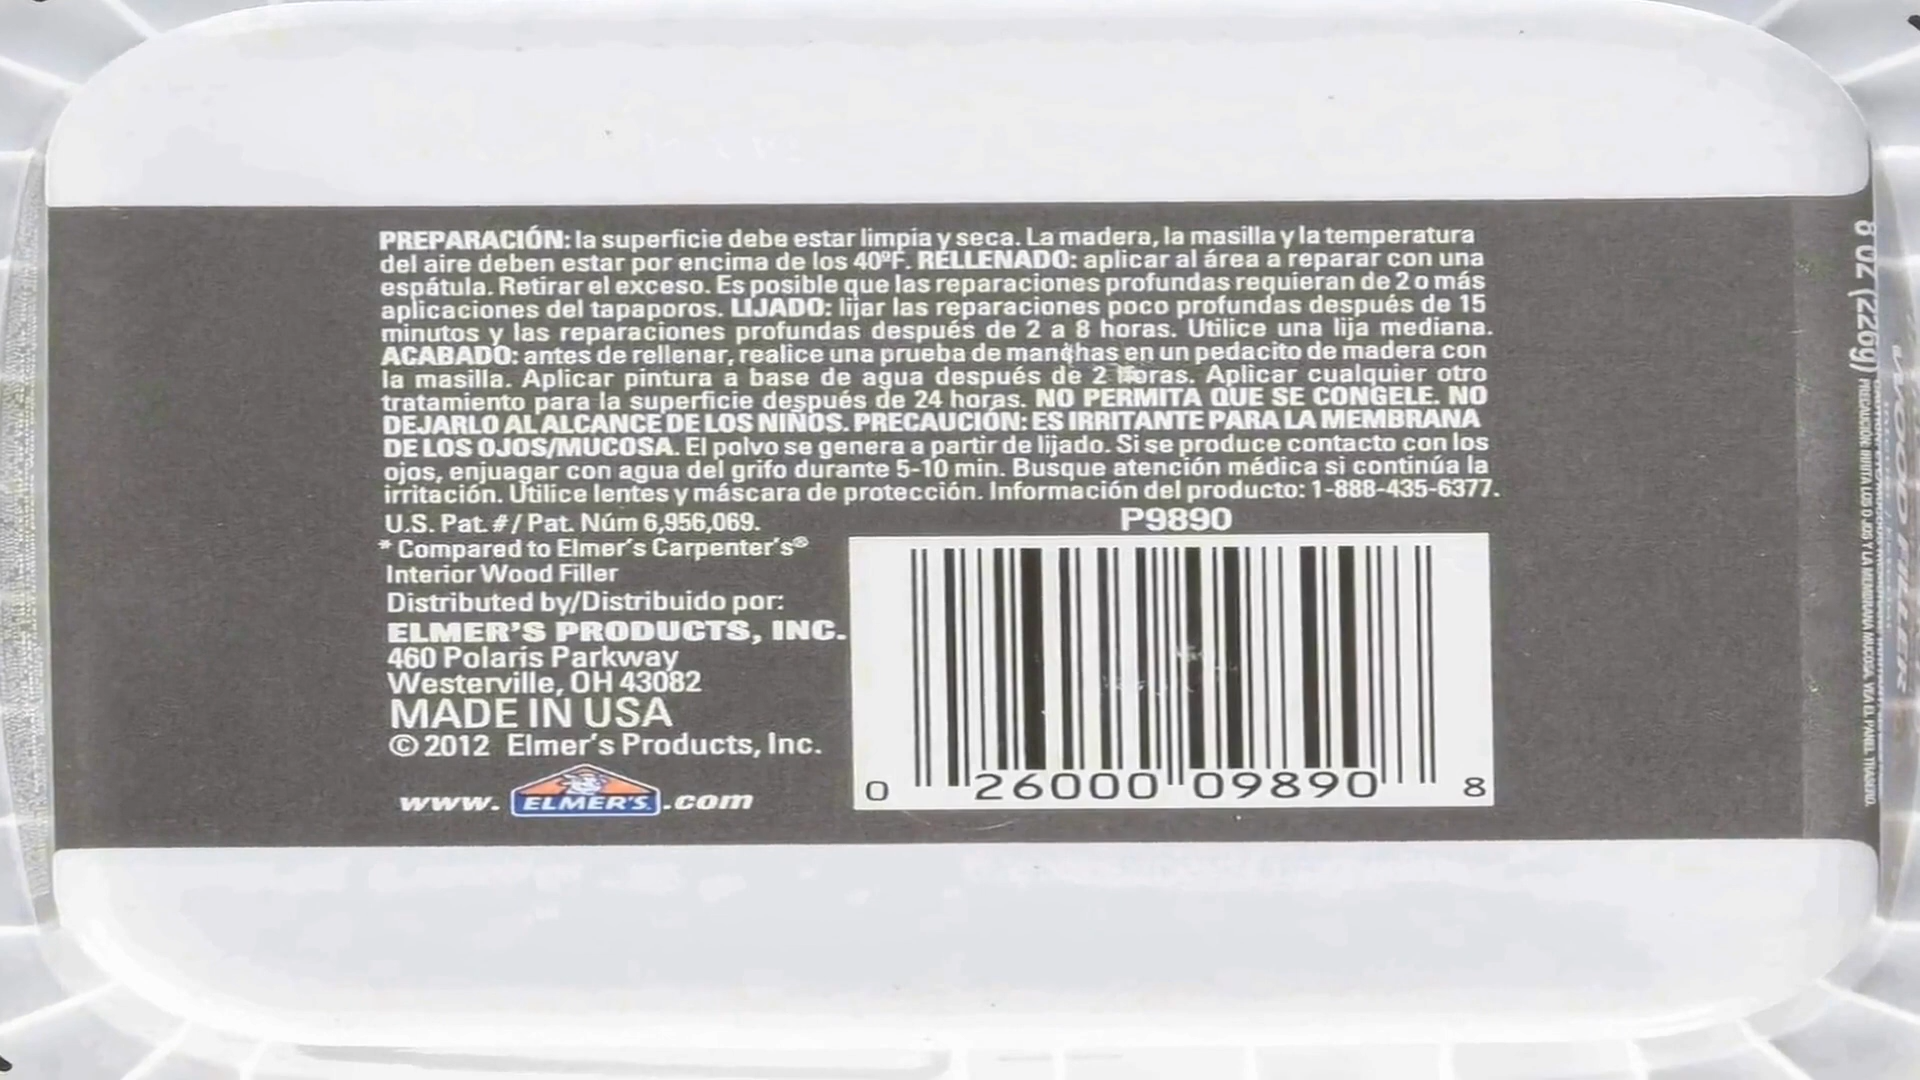 PREPARACIÓN: la superficie debe estar limpia y seca. La madera, la masilla y la temperatura
del aire deben estar por encima de los 40ºF. RELLENADO: aplicar al área a reparar con una
espátula. Retirar el exceso. Es posible que las reparaciones profundas requieran de 2 o más
aplicaciones del tapaporos. LIJADO: lijar las reparaciones poco profundas después de 15
minutos y las reparaciones profundas después de 2 a 8 horas. Utilice una lija mediana.
ACABADO: antes de rellenar, realice una prueba de manchas en un pedacito de madera con
la masilla. Aplicar pintura a base de agua después de 2 horas. Aplicar cualquier otro
tratamiento para la superficie después de 24 horas. NO PERMITA QUE SE CONGELE. NO
DEJARLO AL ALCANCE DE LOS NIÑOS. PRECAUCIÓN: ES IRRITANTE PARA LA MEMBRANA
DE LOS OJOS/MUCOSA. El polvo se genera a partir de lijado. Si se produce contacto con los
ojos, enjuagar con agua del grifo durante 5-10 min. Busque atención médica si continúa la
irritación. Utilice lentes y máscara de protección. Información del producto: 1-888-435-6377.
U.S. Pat. # / Pat. Núm 6,956,069.
P9890
* Compared to Elmer's Carpenter's®
Interior Wood Filler
Distributed by/Distribuido por:
ELMER'S PRODUCTS, INC.
460 Polaris Parkway
Westerville, OH 43082
MADE IN USA
© 2012 Elmer's Products, Inc.
www.ELMER'S.com
0 26000 09890 8
8 OZ (226g)
WOOD FILLER